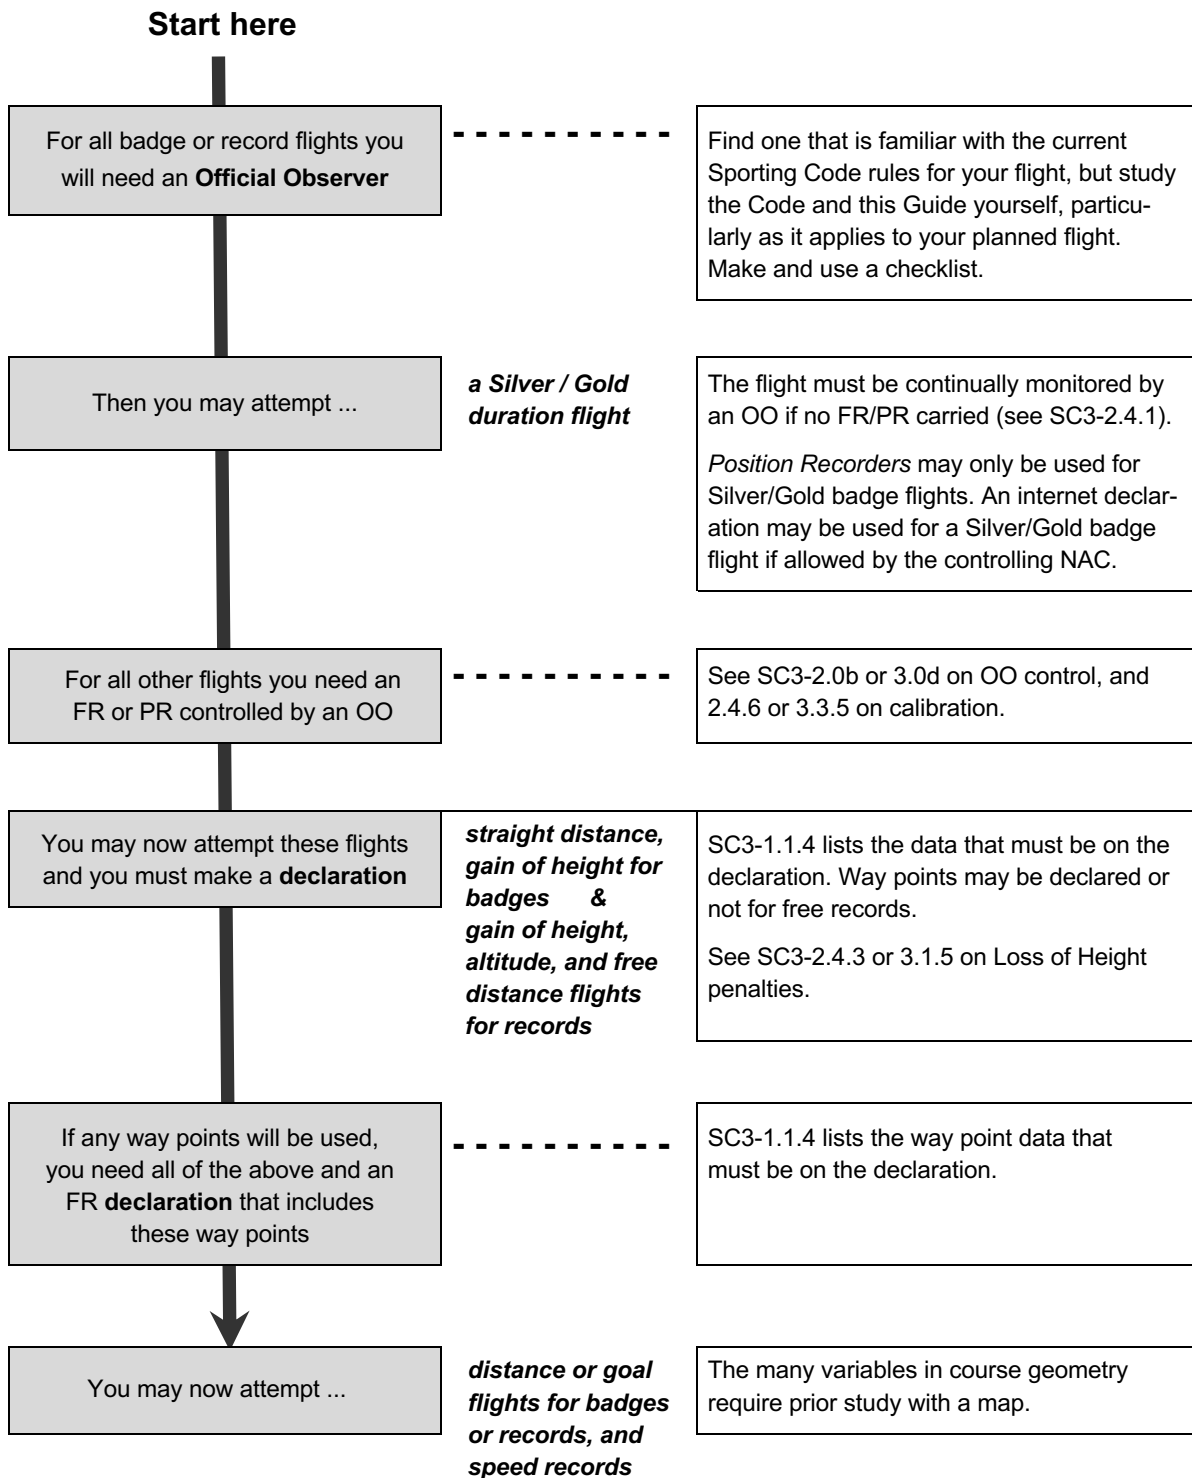 Start here
For all badge or record flights you
will need an Official Observer
- - - - - - - - - -
Find one that is familiar with the current
Sporting Code rules for your flight, but study
the Code and this Guide yourself, particu-
larly as it applies to your planned flight.
Make and use a checklist.
Then you may attempt ...
a Silver / Gold
duration flight
The flight must be continually monitored by
an OO if no FR/PR carried (see SC3-2.4.1).
Position Recorders may only be used for
Silver/Gold badge flights. An internet declar-
ation may be used for a Silver/Gold badge
flight if allowed by the controlling NAC.
For all other flights you need an
FR or PR controlled by an OO
- - - - - - - - - -
See SC3-2.0b or 3.0d on OO control, and
2.4.6 or 3.3.5 on calibration.
You may now attempt these flights
and you must make a declaration
straight distance,
gain of height for
badges &
gain of height,
altitude, and free
distance flights
for records
SC3-1.1.4 lists the data that must be on the
declaration. Way points may be declared or
not for free records.
See SC3-2.4.3 or 3.1.5 on Loss of Height
penalties.
If any way points will be used,
you need all of the above and an
FR declaration that includes
these way points
- - - - - - - - - -
SC3-1.1.4 lists the way point data that
must be on the declaration.
You may now attempt ...
distance or goal
flights for badges
or records, and
speed records
The many variables in course geometry
require prior study with a map.